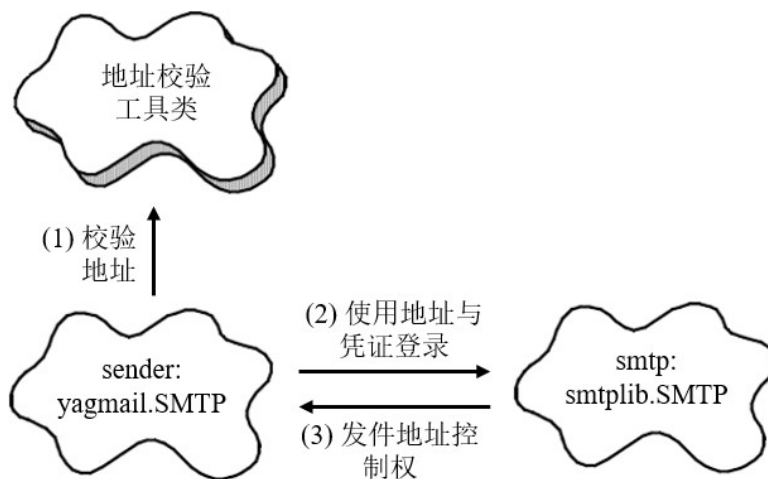 地址校验
工具类
(1) 校验
地址
(2) 使用地址与
凭证登录
sender:
yagmail.SMTP
smtp:
smtplib.SMTP
(3) 发件地址控
制权